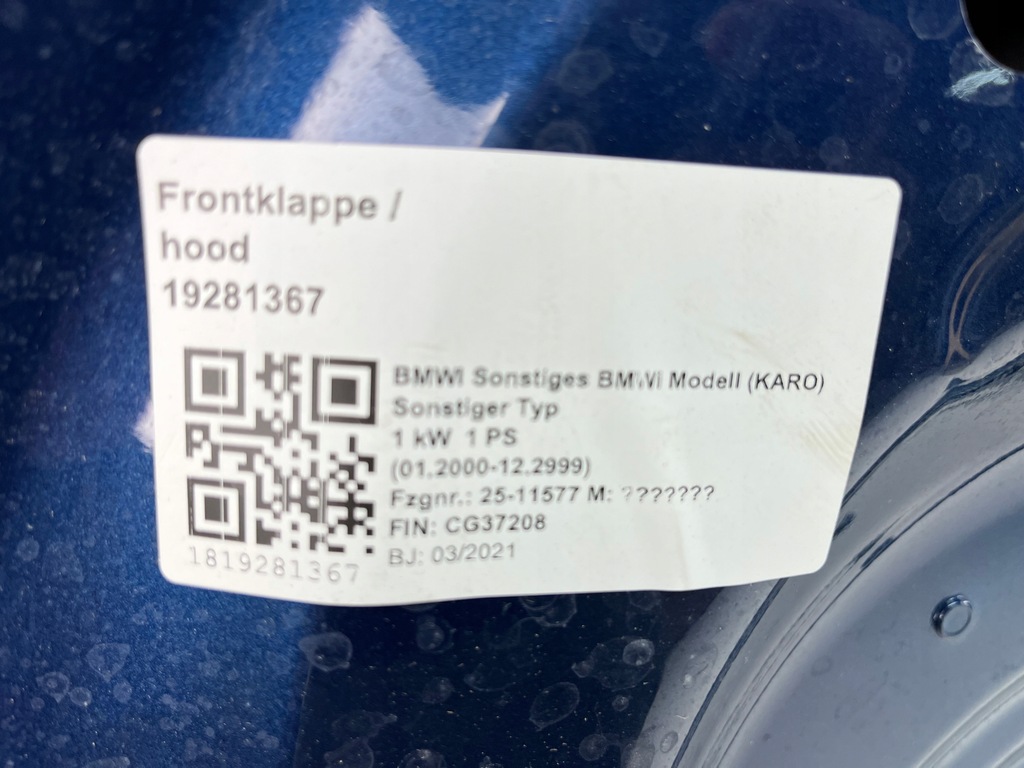 Frontklappe /
hood
19281367
BMWI Sonstiges BMWI Modell (KARO)
Sonstiger Typ
1 kW 1 PS
(01.2000-12.2999)
Fzgnr.: 25-11577 M: ???????
FIN: CG37208
BJ: 03/2021
1819281367